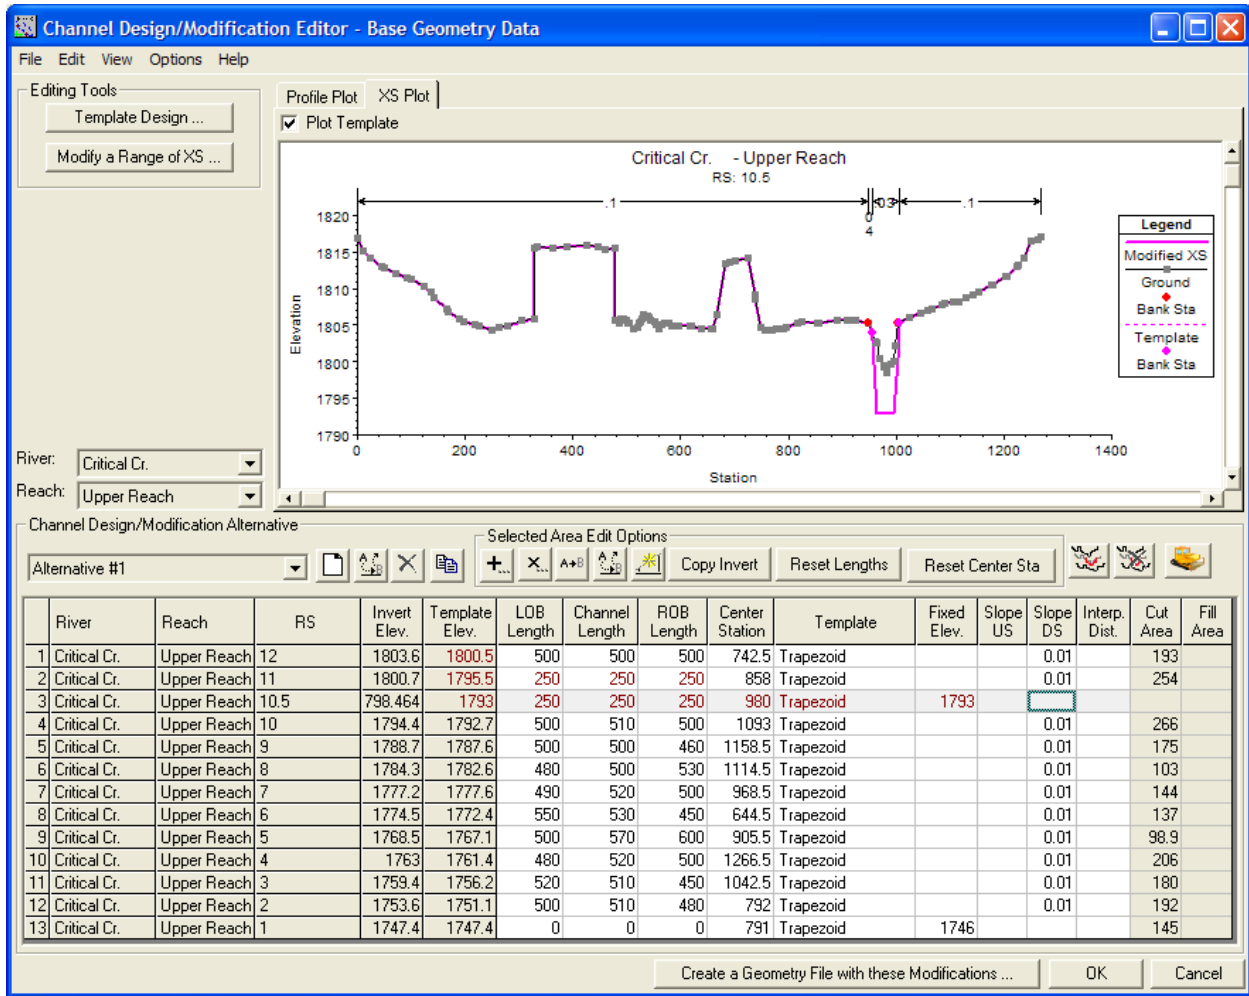 Channel Design/Modification Editor - Base Geometry Data
File Edit View Options Help
Editing Tools
Template Design ...
Modify a Range of XS ...
Profile Plot XS Plot
Plot Template
Critical Cr. - Upper Reach
RS: 10.5
.1 .03 .1
0
4
1820
1815
1810
1805
1800
1795
1790
Elevation
0 200 400 600 800 1000 1200 1400
Station
Legend
Modified XS
Ground
Bank Sta
Template
Bank Sta
River: Critical Cr.
Reach: Upper Reach
Channel Design/Modification Alternative
Alternative #1
Selected Area Edit Options
Copy Invert Reset Lengths Reset Center Sta
River Reach RS Invert Elev. Template Elev. LOB Length Channel Length ROB Length Center Station Template Fixed Elev. Slope US Slope DS Interp. Dist. Cut Area Fill Area
1 Critical Cr. Upper Reach 12 1803.6 1800.5 500 500 500 742.5 Trapezoid 0.01 193
2 Critical Cr. Upper Reach 11 1800.7 1795.5 250 250 250 858 Trapezoid 0.01 254
3 Critical Cr. Upper Reach 10.5 798.464 1793 250 250 250 980 Trapezoid 1793
4 Critical Cr. Upper Reach 10 1794.4 1792.7 500 510 500 1093 Trapezoid 0.01 266
5 Critical Cr. Upper Reach 9 1788.7 1787.6 500 500 460 1158.5 Trapezoid 0.01 175
6 Critical Cr. Upper Reach 8 1784.3 1782.6 480 500 530 1114.5 Trapezoid 0.01 103
7 Critical Cr. Upper Reach 7 1777.2 1777.6 490 520 500 968.5 Trapezoid 0.01 144
8 Critical Cr. Upper Reach 6 1774.5 1772.4 550 530 450 644.5 Trapezoid 0.01 137
9 Critical Cr. Upper Reach 5 1768.5 1767.1 500 570 600 905.5 Trapezoid 0.01 98.9
10 Critical Cr. Upper Reach 4 1763 1761.4 480 520 500 1266.5 Trapezoid 0.01 206
11 Critical Cr. Upper Reach 3 1759.4 1756.2 520 510 450 1042.5 Trapezoid 0.01 180
12 Critical Cr. Upper Reach 2 1753.6 1751.1 500 510 480 792 Trapezoid 0.01 192
13 Critical Cr. Upper Reach 1 1747.4 1747.4 0 0 0 791 Trapezoid 1746 145
Create a Geometry File with these Modifications ... OK Cancel